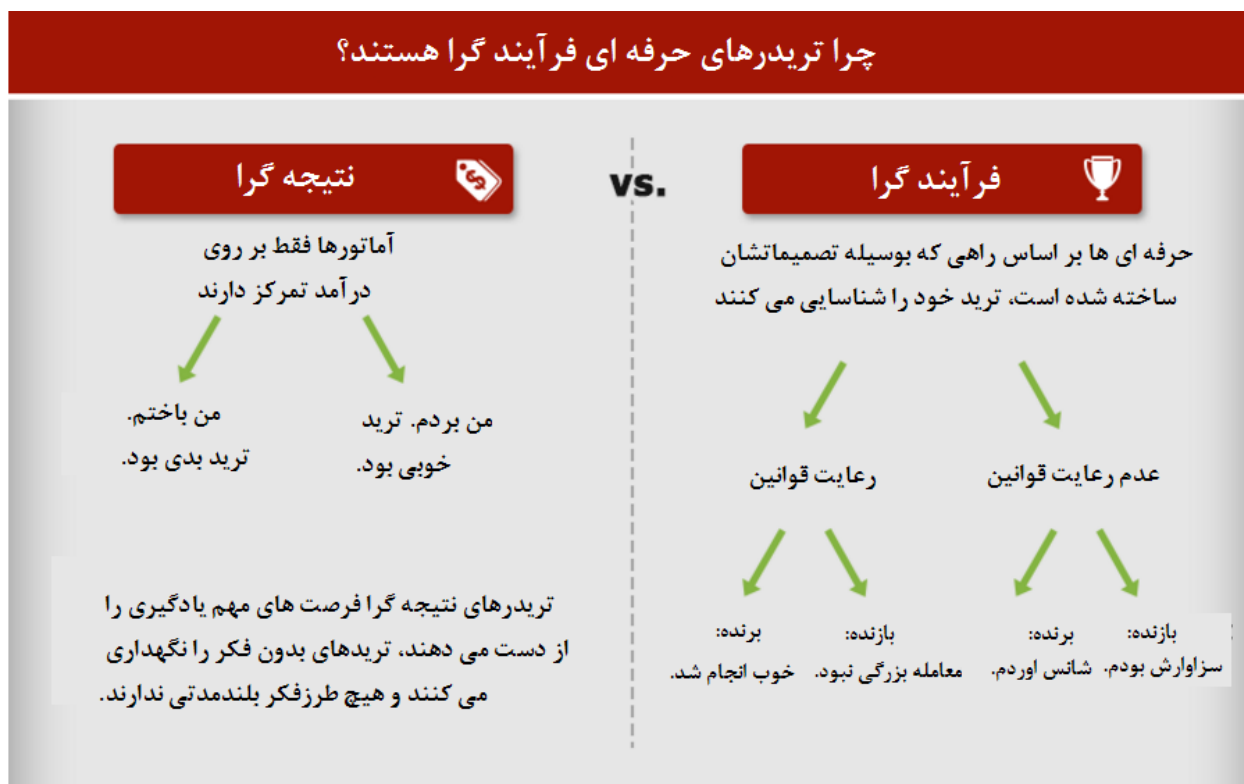 چرا تریدرهای حرفه ای فرآیند گرا هستند؟
فرآیند گرا
حرفه ای ها بر اساس راهی که بوسیله تصمیماتشان
ساخته شده است، ترید خود را شناسایی می کنند
عدم رعایت قوانین
رعایت قوانین
بازنده:
سزاوارش بودم.
برنده:
شانس اوردم.
بازنده:
معامله بزرگی نبود.
برنده:
خوب انجام شد.
vs.
نتیجه گرا
آماتورها فقط بر روی
درآمد تمرکز دارند
من بردم. ترید
خوبی بود.
من باختم.
ترید بدی بود.
تریدرهای نتیجه گرا فرصت های مهم یادگیری را
از دست می دهند، تریدهای بدون فکر را نگهداری
می کنند و هیچ طرزفکر بلندمدتی ندارند.